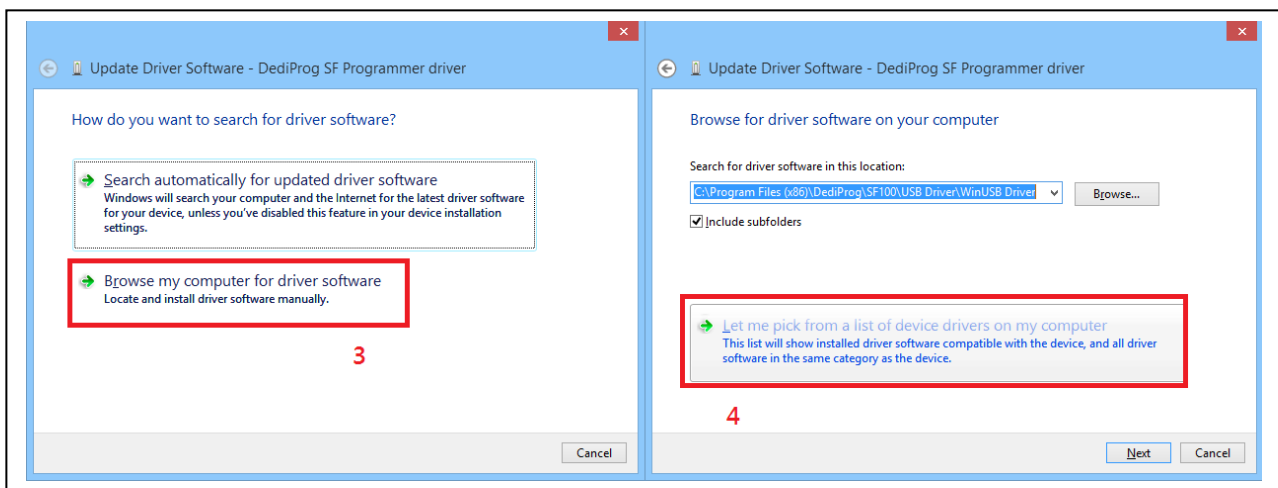 Update Driver Software - DediProg SF Programmer driver
How do you want to search for driver software?
Search automatically for updated driver software
Windows will search your computer and the Internet for the latest driver software
for your device, unless you've disabled this feature in your device installation
settings.
Browse my computer for driver software
Locate and install driver software manually.
3
Cancel
Update Driver Software - DediProg SF Programmer driver
Browse for driver software on your computer
Search for driver software in this location:
C:\Program Files (x86)\DediProg\SF100\USB Driver\WinUSB Driver
Browse...
Include subfolders
Let me pick from a list of device drivers on my computer
This list will show installed driver software compatible with the device, and all driver
software in the same category as the device.
4
Next Cancel